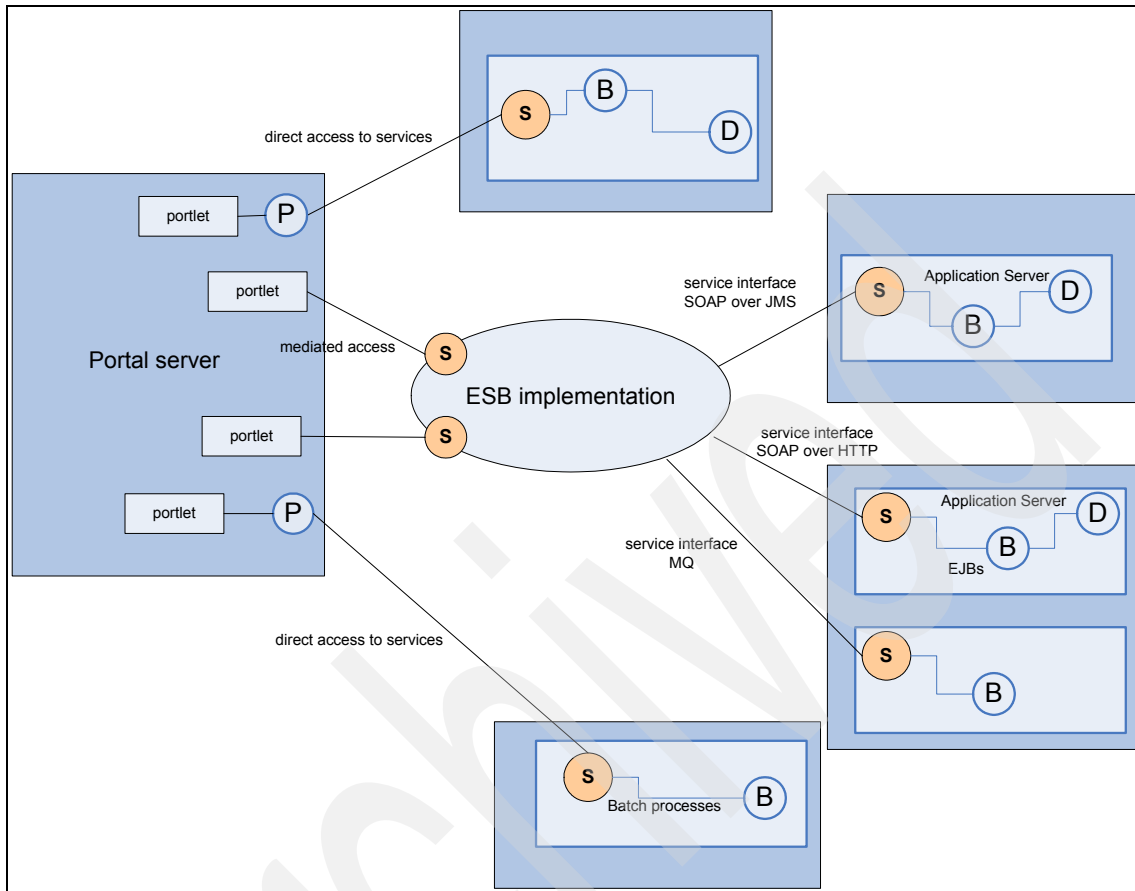 S
B
D
direct access to services
portlet
P
portlet
mediated access
Portal server
portlet
portlet
P
S
S
ESB implementation
service interface
SOAP over JMS
Application Server
S
B
D
service interface
SOAP over HTTP
Application Server
S
B
D
EJBs
service interface
MQ
S
B
direct access to services
S
Batch processes
B